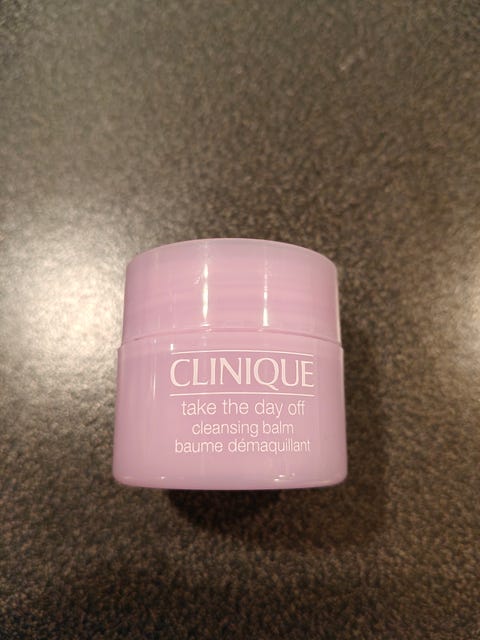 CLINIQUE
take the day off
cleansing balm
baume démaquillant